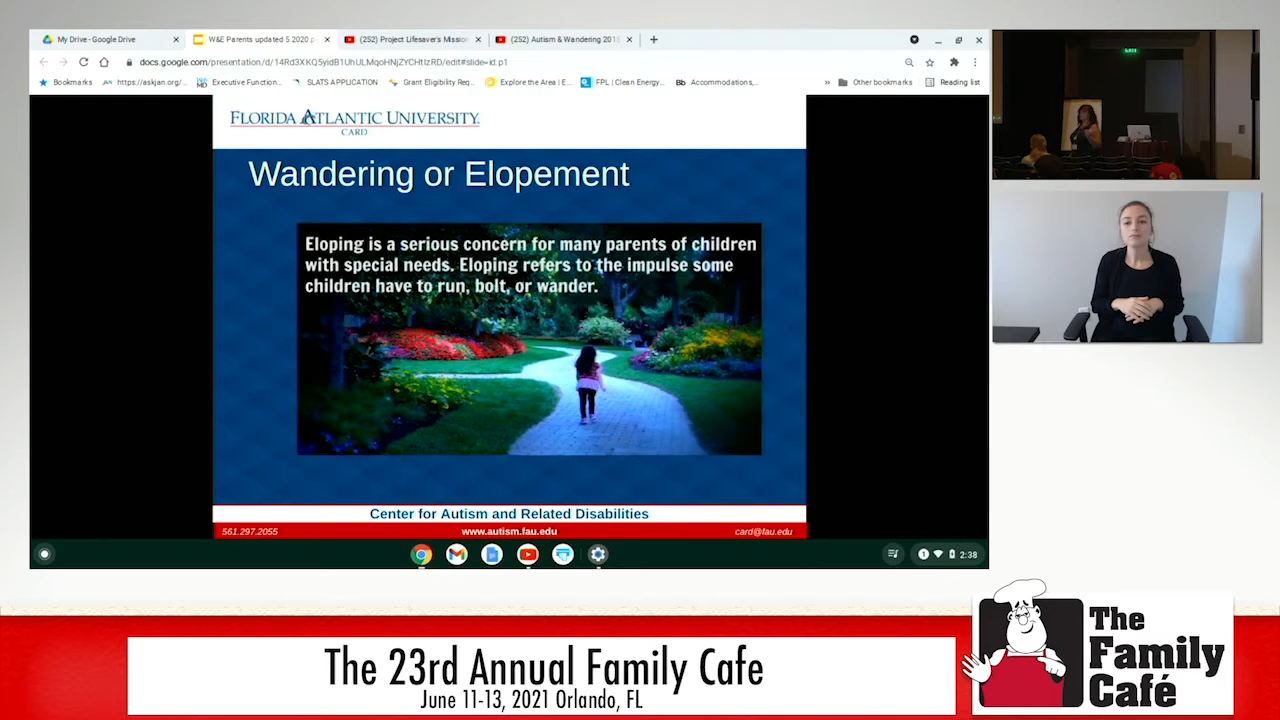 My Drive - Google Drive
W&E Parents updated 5.2020 p
(252) Project Lifesaver's Mission
(252) Autism & Wandering 201
docs.google.com/presentation/d/14Rd3XKQ5yidB1UhULMqoHNjZYCHtIzRD/edit#slide=id.p1
Bookmarks
https://askjan.org/...
Executive Function...
SLATS APPLICATION
Grant Eligibility Req...
Explore the Area | E...
FPL | Clean Energy...
Bb Accommodations,...
»
Other bookmarks
Reading list
FLORIDA ATLANTIC UNIVERSITY.
CARD
Wandering or Elopement
Eloping is a serious concern for many parents of children
with special needs. Eloping refers to the impulse some
children have to run, bolt, or wander.
Center for Autism and Related Disabilities
561.297.2055
www.autism.fau.edu
card@fau.edu
1
2:38
The 23rd Annual Family Cafe
June 11-13, 2021 Orlando, FL
The
Family
Café